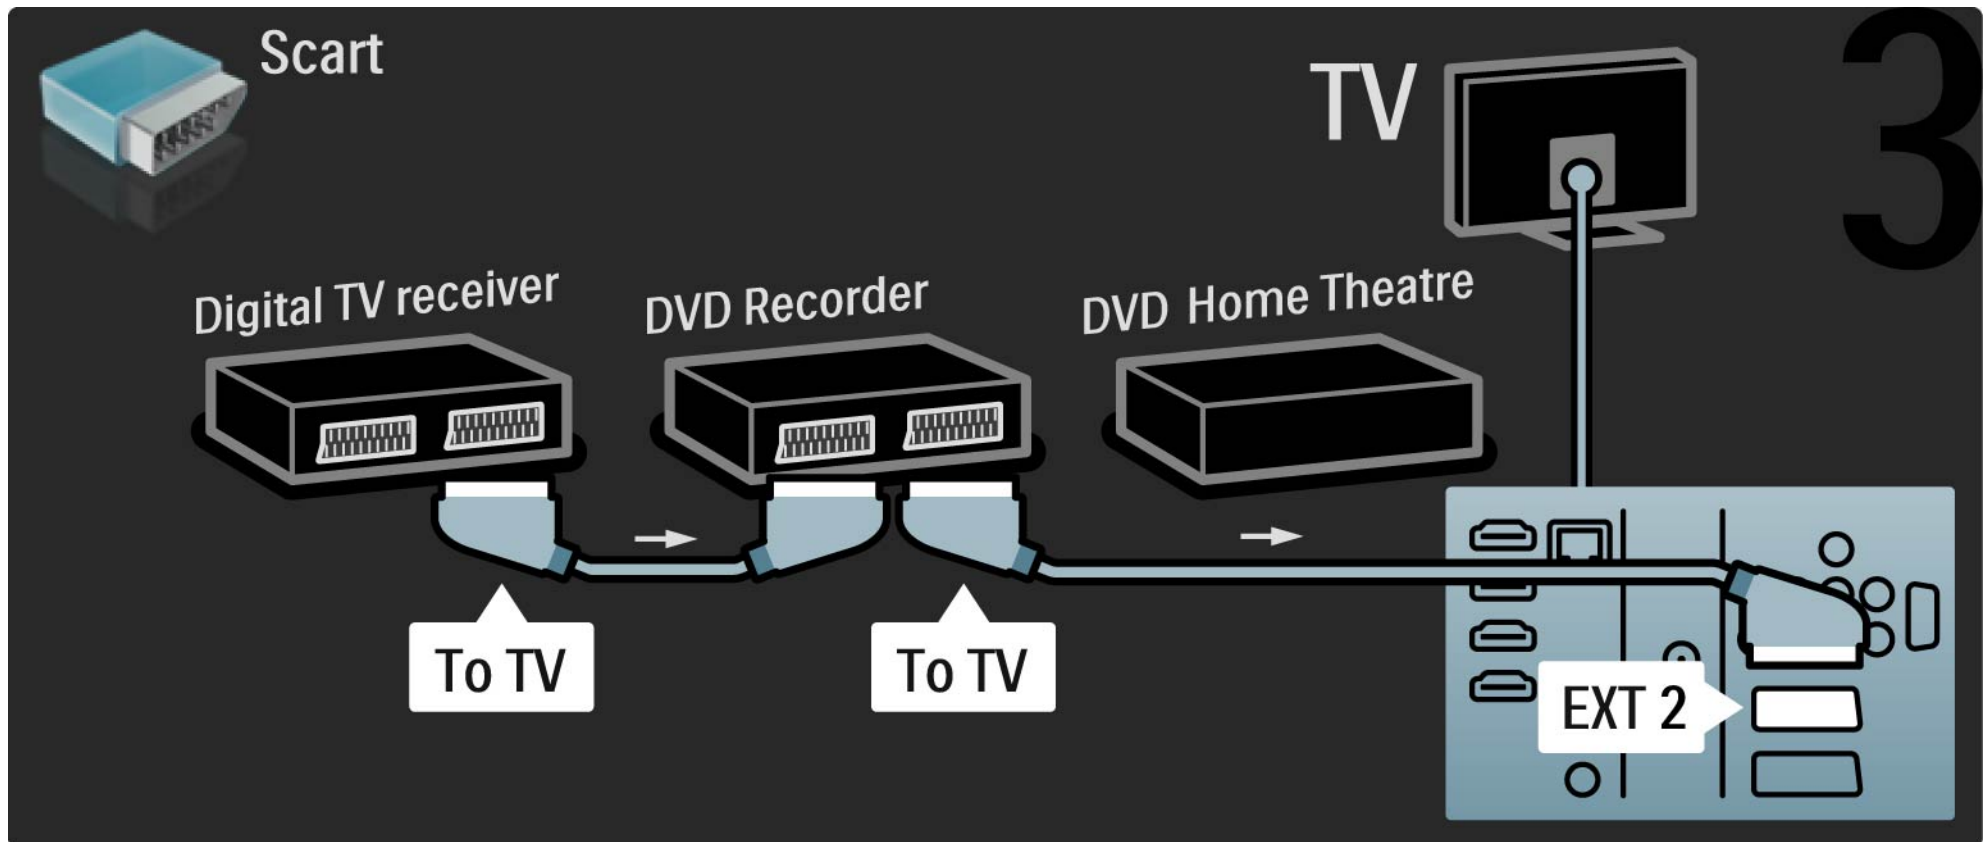 Scart
TV
3
Digital TV receiver
DVD Recorder
DVD Home Theatre
To TV
To TV
EXT 2